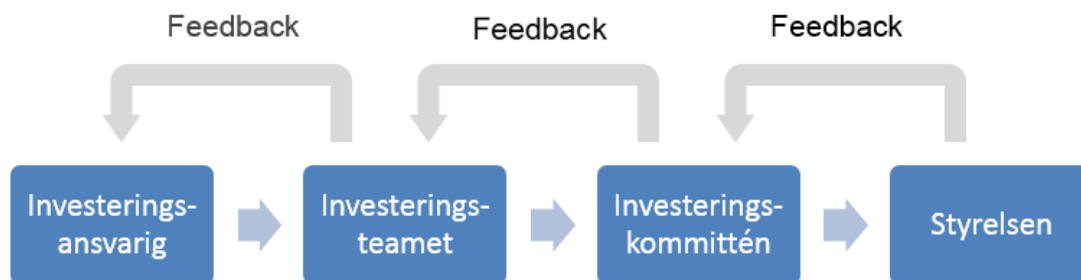 Feedback
Feedback
Feedback
Investerings-
ansvarig
Investerings-
teamet
Investerings-
kommittén
Styrelsen